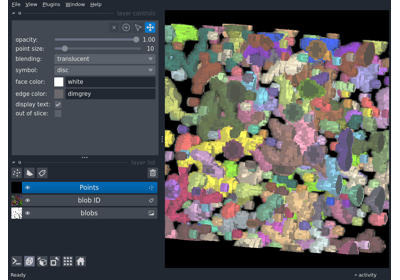 File View Plugins Window Help
layer controls
opacity: 1.00
point size: 10
blending: translucent
symbol: disc
face color: white
edge color: dimgrey
display text:
out of slice:
layer list
Points
blob ID
blobs
Ready
activity